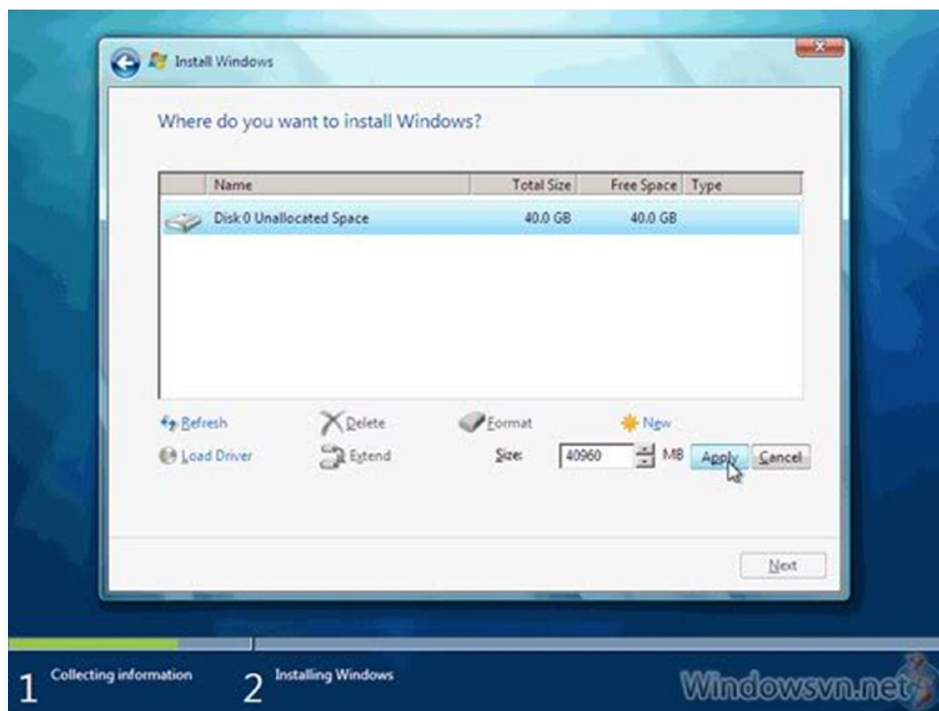 Install Windows
Where do you want to install Windows?
Name Total Size Free Space Type
Disk 0 Unallocated Space 40.0 GB 40.0 GB
Refresh Delete Format New
Load Driver Extend Size: 40960 MB Apply Cancel
Next
1 Collecting information 2 Installing Windows
Windowsvn.net